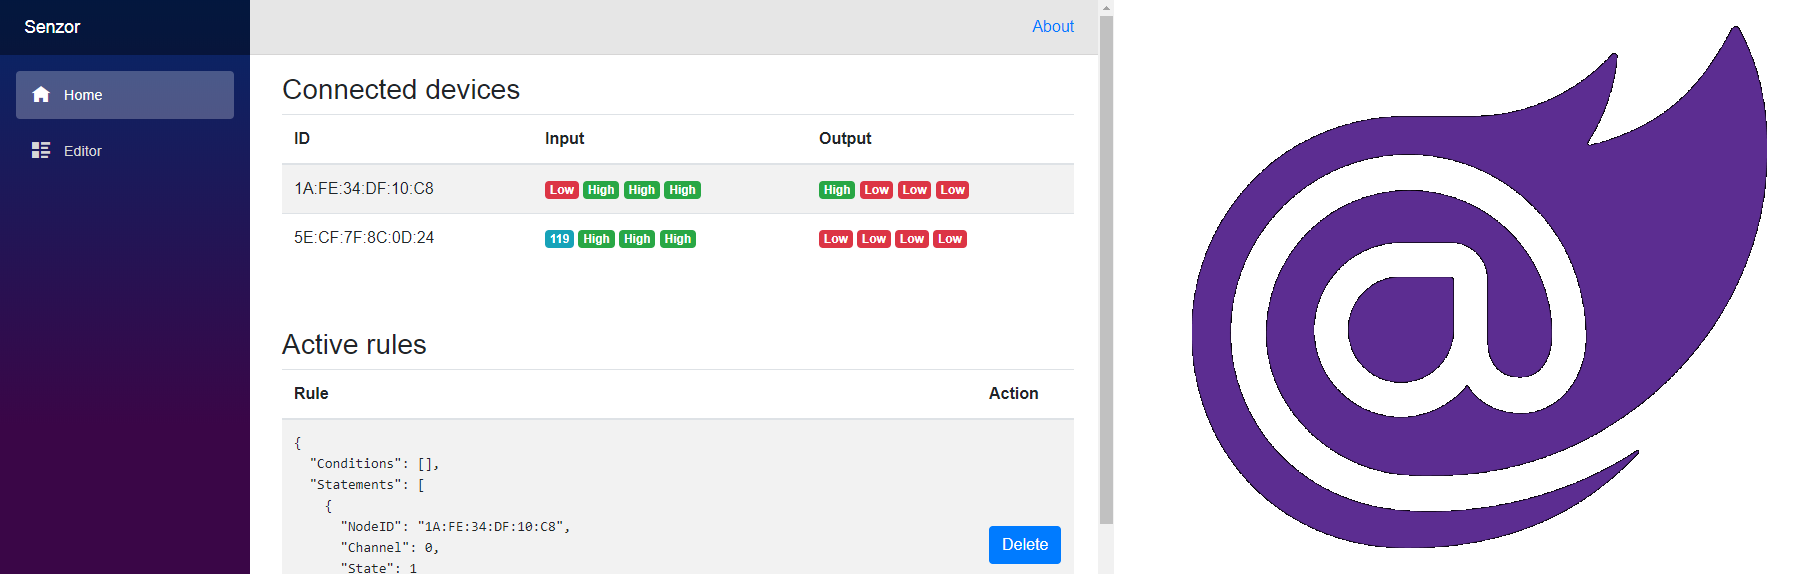 Senzor
About
Home
Editor
Connected devices
ID Input Output
1A:FE:34:DF:10:C8 Low High High High High Low Low Low
5E:CF:7F:8C:0D:24 119 High High High Low Low Low Low
Active rules
Rule Action
{
"Conditions": [],
"Statements": [
{
"NodeID": "1A:FE:34:DF:10:C8",
"Channel": 0,
Delete
"State": 1